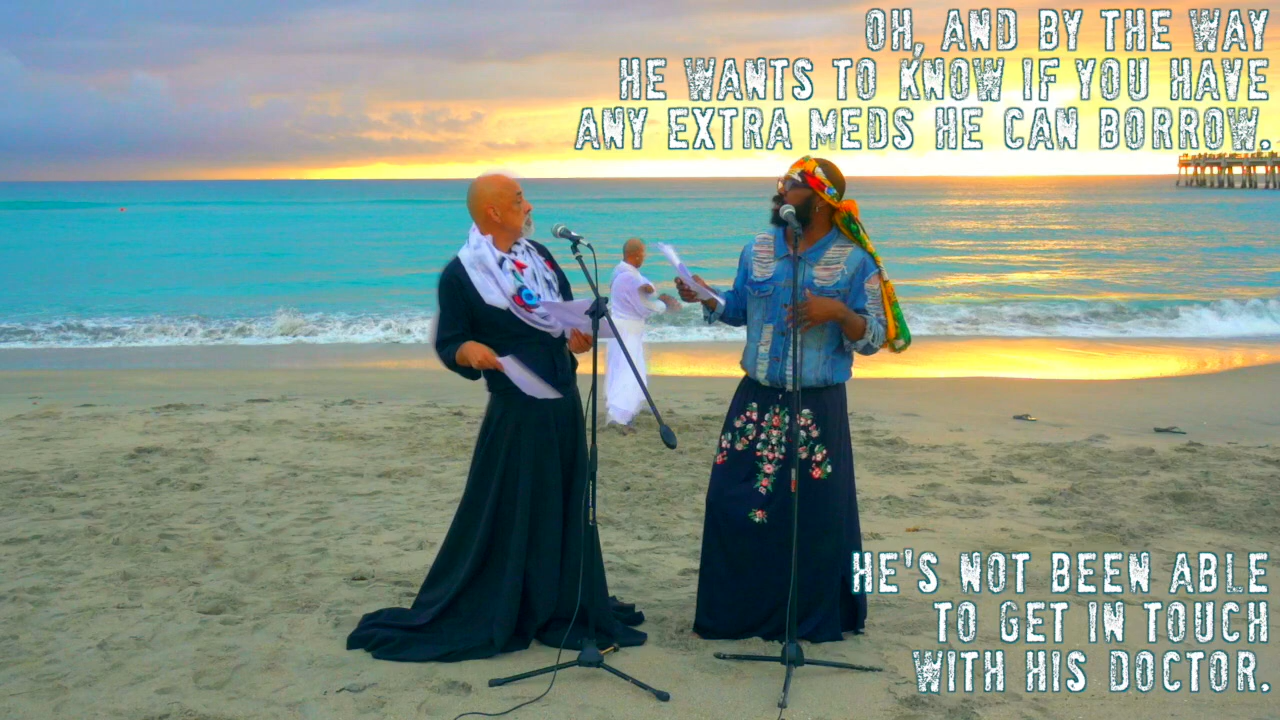 OH, AND BY THE WAY
HE WANTS TO KNOW IF YOU HAVE
ANY EXTRA MEDS HE CAN BORROW.
HE'S NOT BEEN ABLE
TO GET IN TOUCH
WITH HIS DOCTOR.